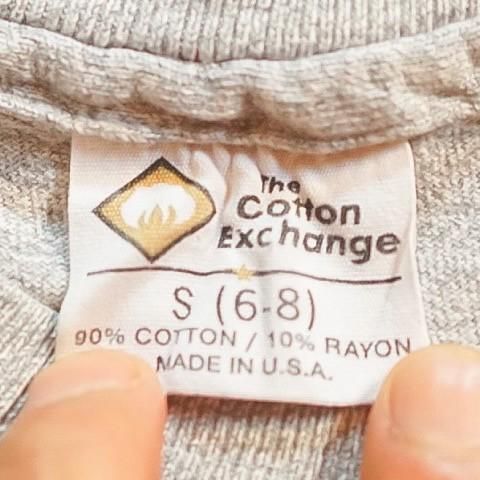 The
Cotton
Exchange
S (6-8)
90% COTTON / 10% RAYON
MADE IN U.S.A.